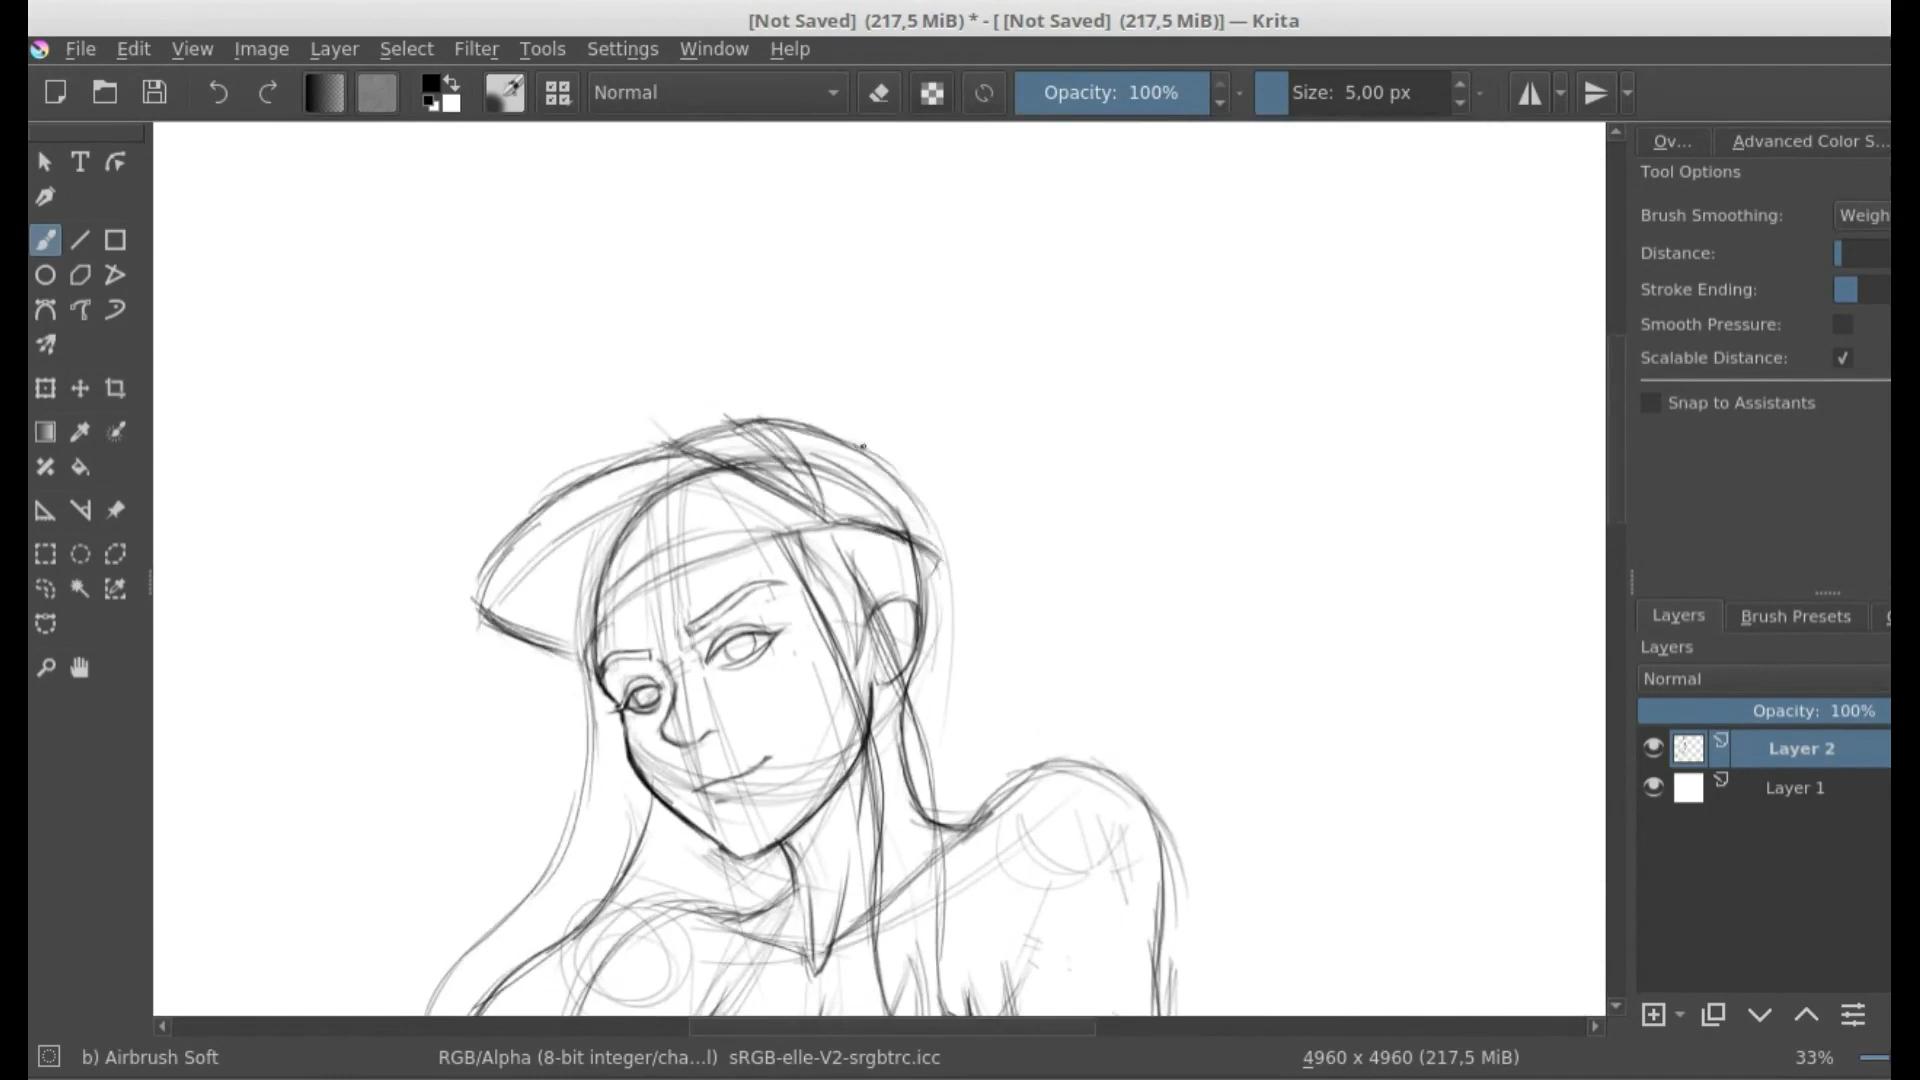 [Not Saved]  (217,5 MiB) * - [ [Not Saved]  (217,5 MiB)] — Krita
File Edit View Image Layer Select Filter Tools Settings Window Help
Normal Opacity: 100% Size: 5,00 px
Ov... Advanced Color S...
Tool Options
Brush Smoothing: Weigh
Distance:
Stroke Ending:
Smooth Pressure:
Scalable Distance:
Snap to Assistants
Layers Brush Presets
Layers
Normal
Opacity: 100%
Layer 2
Layer 1
b) Airbrush Soft RGB/Alpha (8-bit integer/cha...l) sRGB-elle-V2-srgbtrc.icc 4960 x 4960 (217,5 MiB) 33%